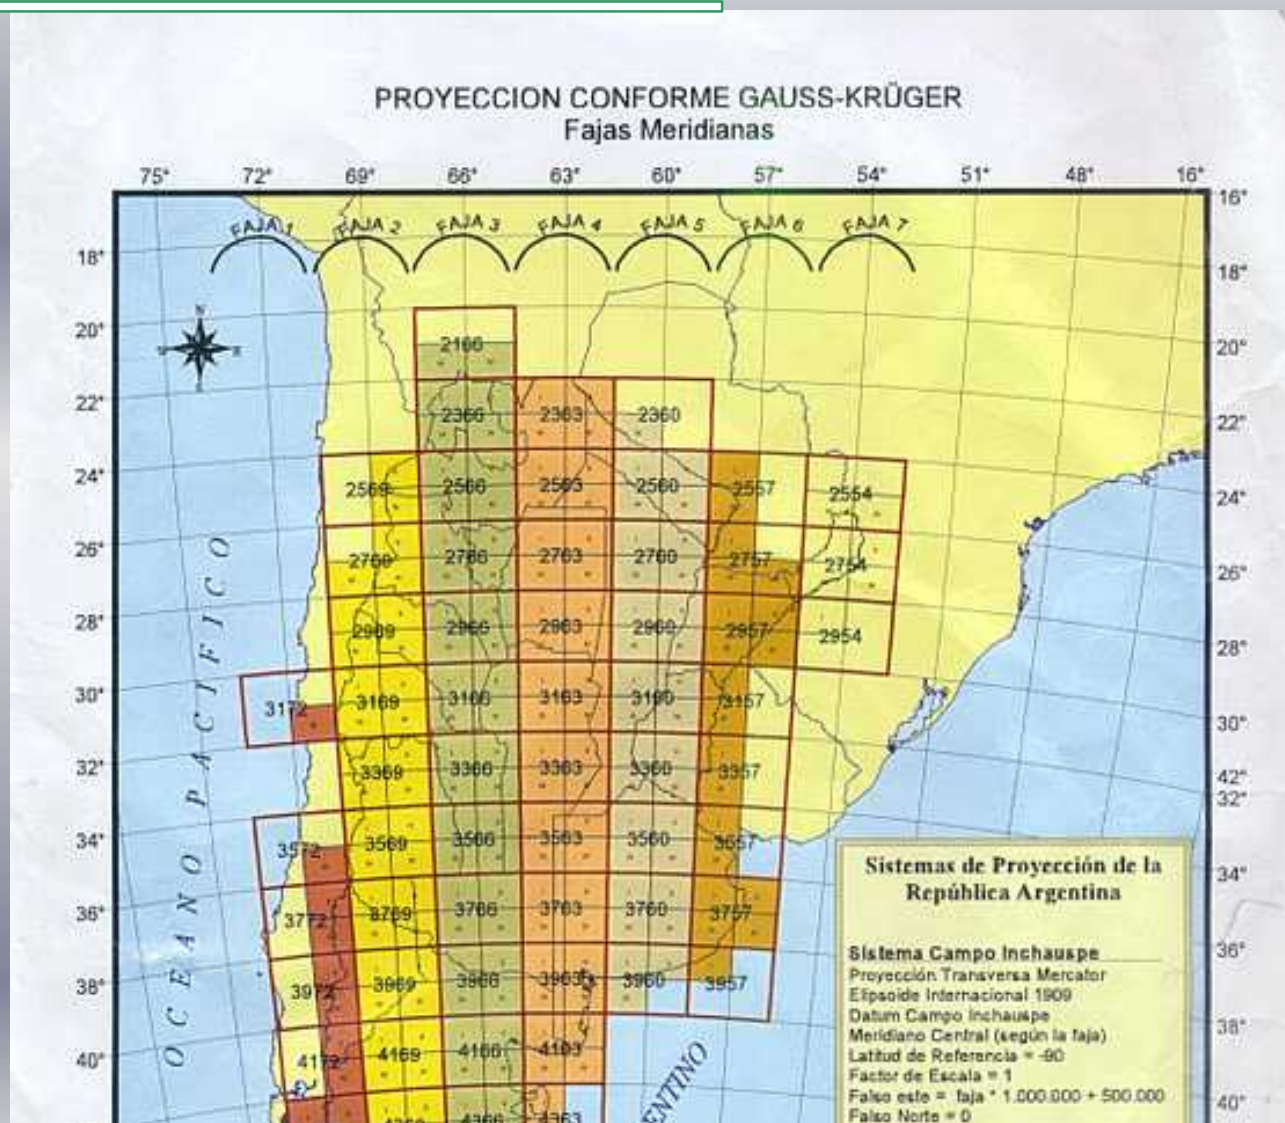 PROYECCION CONFORME GAUSS-KRÜGER
Fajas Meridianas
75° 72° 69° 66° 63° 60° 57° 54° 51° 48° 16°
16°
FAJA 1 FAJA 2 FAJA 3 FAJA 4 FAJA 5 FAJA 6 FAJA 7
18° 18°
20° 20°
2166
22° 22°
2366 2363 2360
24° 24°
2569 2566 2563 2560 2557 2554
26° 26°
2769 2766 2763 2760 2757 2754
28° 28°
2969 2966 2963 2960 2957 2954
30° 30°
3172 3169 3166 3163 3160 3157
32° 42°
32°
3369 3366 3363 3360 3357
34° 34°
3572 3569 3566 3563 3560 3557
36° 36°
3772 3769 3766 3763 3760 3757
38° 38°
3972 3969 3966 3963 3960 3957
40° 40°
4172 4169 4166 4163
4366 4363
OCEANO PACIFICO
ENTINO
Sistemas de Proyección de la
República Argentina
Sistema Campo Inchauspe
Proyección Transversa Mercator
Elipsoide Internacional 1909
Datum Campo Inchauspe
Meridiano Central (según la faja)
Latitud de Referencia = -90
Factor de Escala = 1
Falso este = faja * 1.000.000 + 500.000
Falso Norte = 0